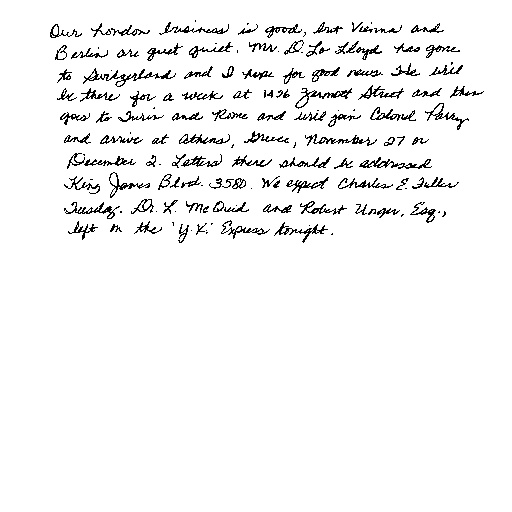 Our London business is good, but Vienna and
Berlin are quet quiet. Mr. D. Lo Lloyd has gone
to Switzerland and I hope for good news. He will
be there for a week at 1496 Zermott Street and then
goes to Turin and Rome and will join Colonel Parry
and arrive at Athens, Greece, November 27 or
December 2. Letters there should be addressed
King James Blvd. 3580. We expect Charles E. Fuller
Tuesday. Dr. L. McQuid and Robert Unger, Esq.,
left on the 'Y.X.' Express tonight.